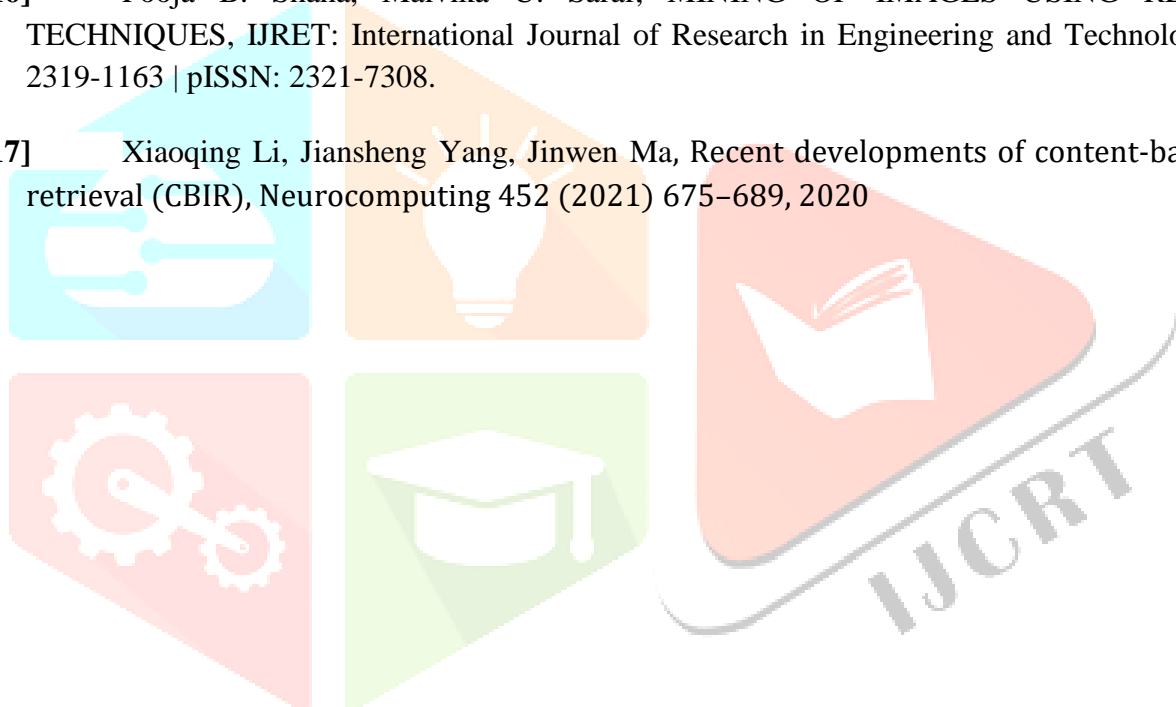 6] Pooja B. Malvika U. MINING OF IMAGES USING
TECHNIQUES, IJRET: International Journal of Research in Engineering and Technolo
2319-1163 | pISSN: 2321-7308.
7] Xiaoqing Li, Jiansheng Yang, Jinwen Ma, Recent developments of content-ba
retrieval (CBIR), Neurocomputing 452 (2021) 675–689, 2020
IJCRT